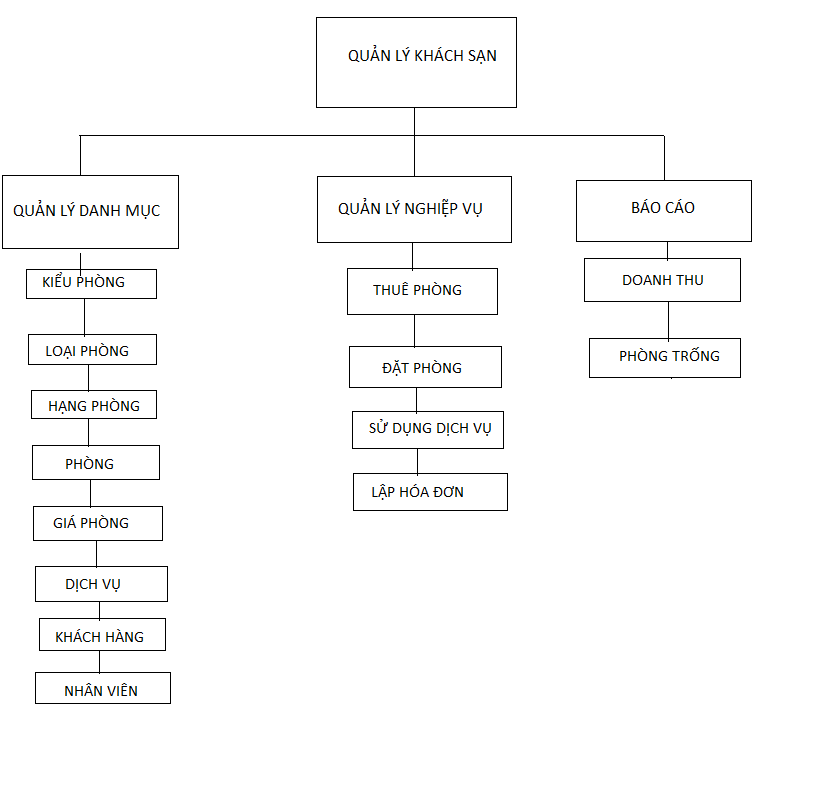 QUẢN LÝ KHÁCH SẠN
QUẢN LÝ DANH MỤC
KIỂU PHÒNG
LOẠI PHÒNG
HẠNG PHÒNG
PHÒNG
GIÁ PHÒNG
DỊCH VỤ
KHÁCH HÀNG
NHÂN VIÊN
QUẢN LÝ NGHIỆP VỤ
THUÊ PHÒNG
ĐẶT PHÒNG
SỬ DỤNG DỊCH VỤ
LẬP HÓA ĐƠN
BÁO CÁO
DOANH THU
PHÒNG TRỐNG